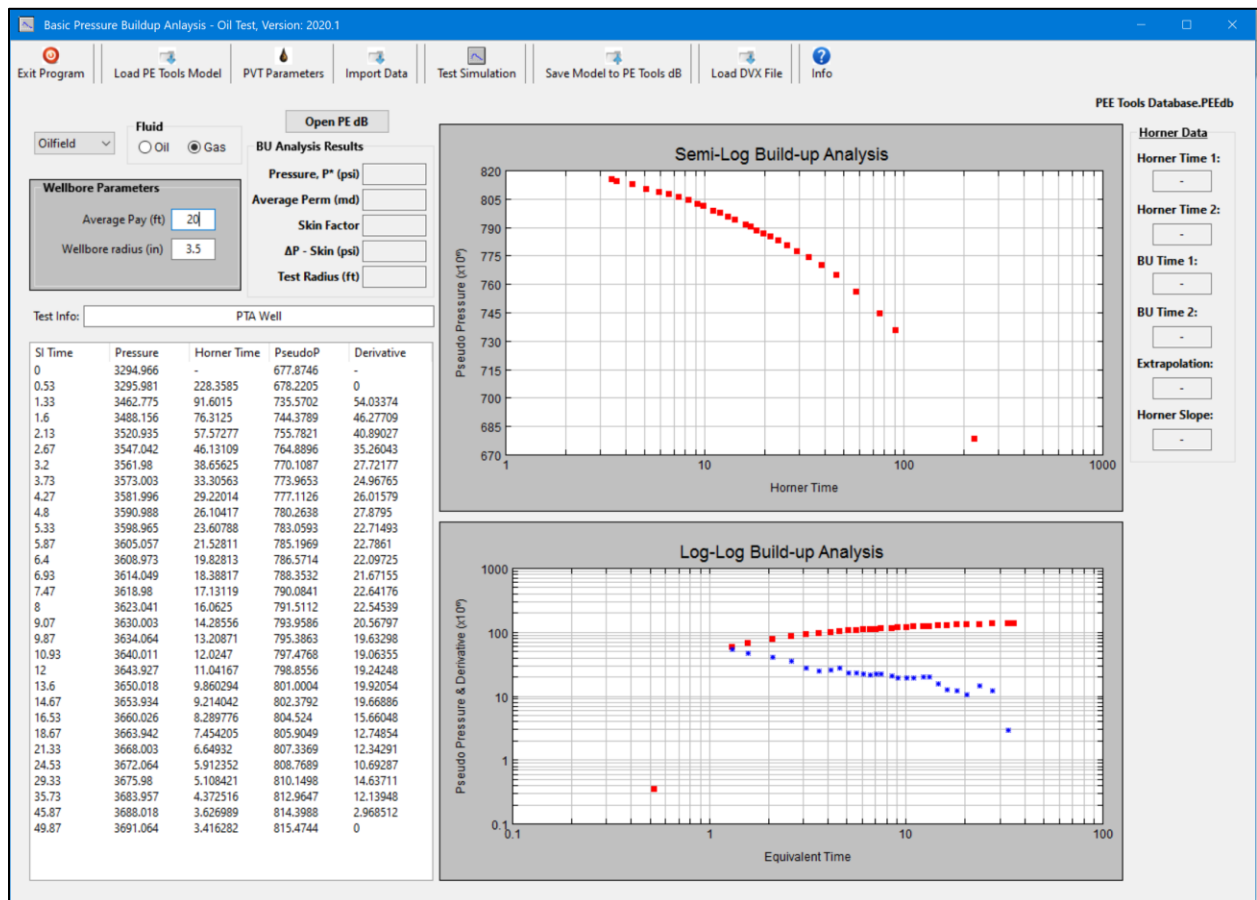 Basic Pressure Buildup Anlaysis - Oil Test, Version: 2020.1
Exit Program Load PE Tools Model PVT Parameters Import Data Test Simulation Save Model to PE Tools dB Load DVX File Info
PEE Tools Database.PEEdb
Oilfield
Fluid
Oil Gas
Open PE dB
Wellbore Parameters
Average Pay (ft) 20
Wellbore radius (in) 3.5
BU Analysis Results
Pressure, P* (psi)
Average Perm (md)
Skin Factor
ΔP - Skin (psi)
Test Radius (ft)
Test Info: PTA Well
SI Time Pressure Horner Time PseudoP Derivative
0 3294.966 - 677.8746 -
0.53 3295.981 228.3585 678.2205 0
1.33 3462.775 91.6015 735.5702 54.03374
1.6 3488.156 76.3125 744.3789 46.27709
2.13 3520.935 57.57277 755.7821 40.89027
2.67 3547.042 46.13109 764.8896 35.26043
3.2 3561.98 38.65625 770.1087 27.72177
3.73 3573.003 33.30563 773.9653 24.96765
4.27 3581.996 29.22014 777.1126 26.01579
4.8 3590.988 26.10417 780.2638 27.8795
5.33 3598.965 23.60788 783.0593 22.71493
5.87 3605.057 21.52811 785.1969 22.7861
6.4 3608.973 19.82813 786.5714 22.09725
6.93 3614.049 18.38817 788.3532 21.67155
7.47 3618.98 17.13119 790.0841 22.64176
8 3623.041 16.0625 791.5112 22.54539
9.07 3630.003 14.28556 793.9586 20.56797
9.87 3634.064 13.20871 795.3863 19.63298
10.93 3640.011 12.0247 797.4768 19.06355
12 3643.927 11.04167 798.8556 19.24248
13.6 3650.018 9.860294 801.0004 19.92054
14.67 3653.934 9.214042 802.3792 19.66886
16.53 3660.026 8.289776 804.524 15.66048
18.67 3663.942 7.454205 805.9049 12.74854
21.33 3668.003 6.64932 807.3369 12.34291
24.53 3672.064 5.912352 808.7689 10.69287
29.33 3675.98 5.108421 810.1498 14.63711
35.73 3683.957 4.372516 812.9647 12.13948
45.87 3688.018 3.626989 814.3988 2.968512
49.87 3691.064 3.416282 815.4744 0
Semi-Log Build-up Analysis
Pseudo Pressure (x10⁶)
820
805
790
775
760
745
730
715
700
685
670
1 10 100 1000
Horner Time
Log-Log Build-up Analysis
Pseudo Pressure & Derivative (x10⁶)
1000
100
10
1
0.1
0.1 1 10 100
Equivalent Time
Horner Data
Horner Time 1:
-
Horner Time 2:
-
BU Time 1:
-
BU Time 2:
-
Extrapolation:
-
Horner Slope:
-